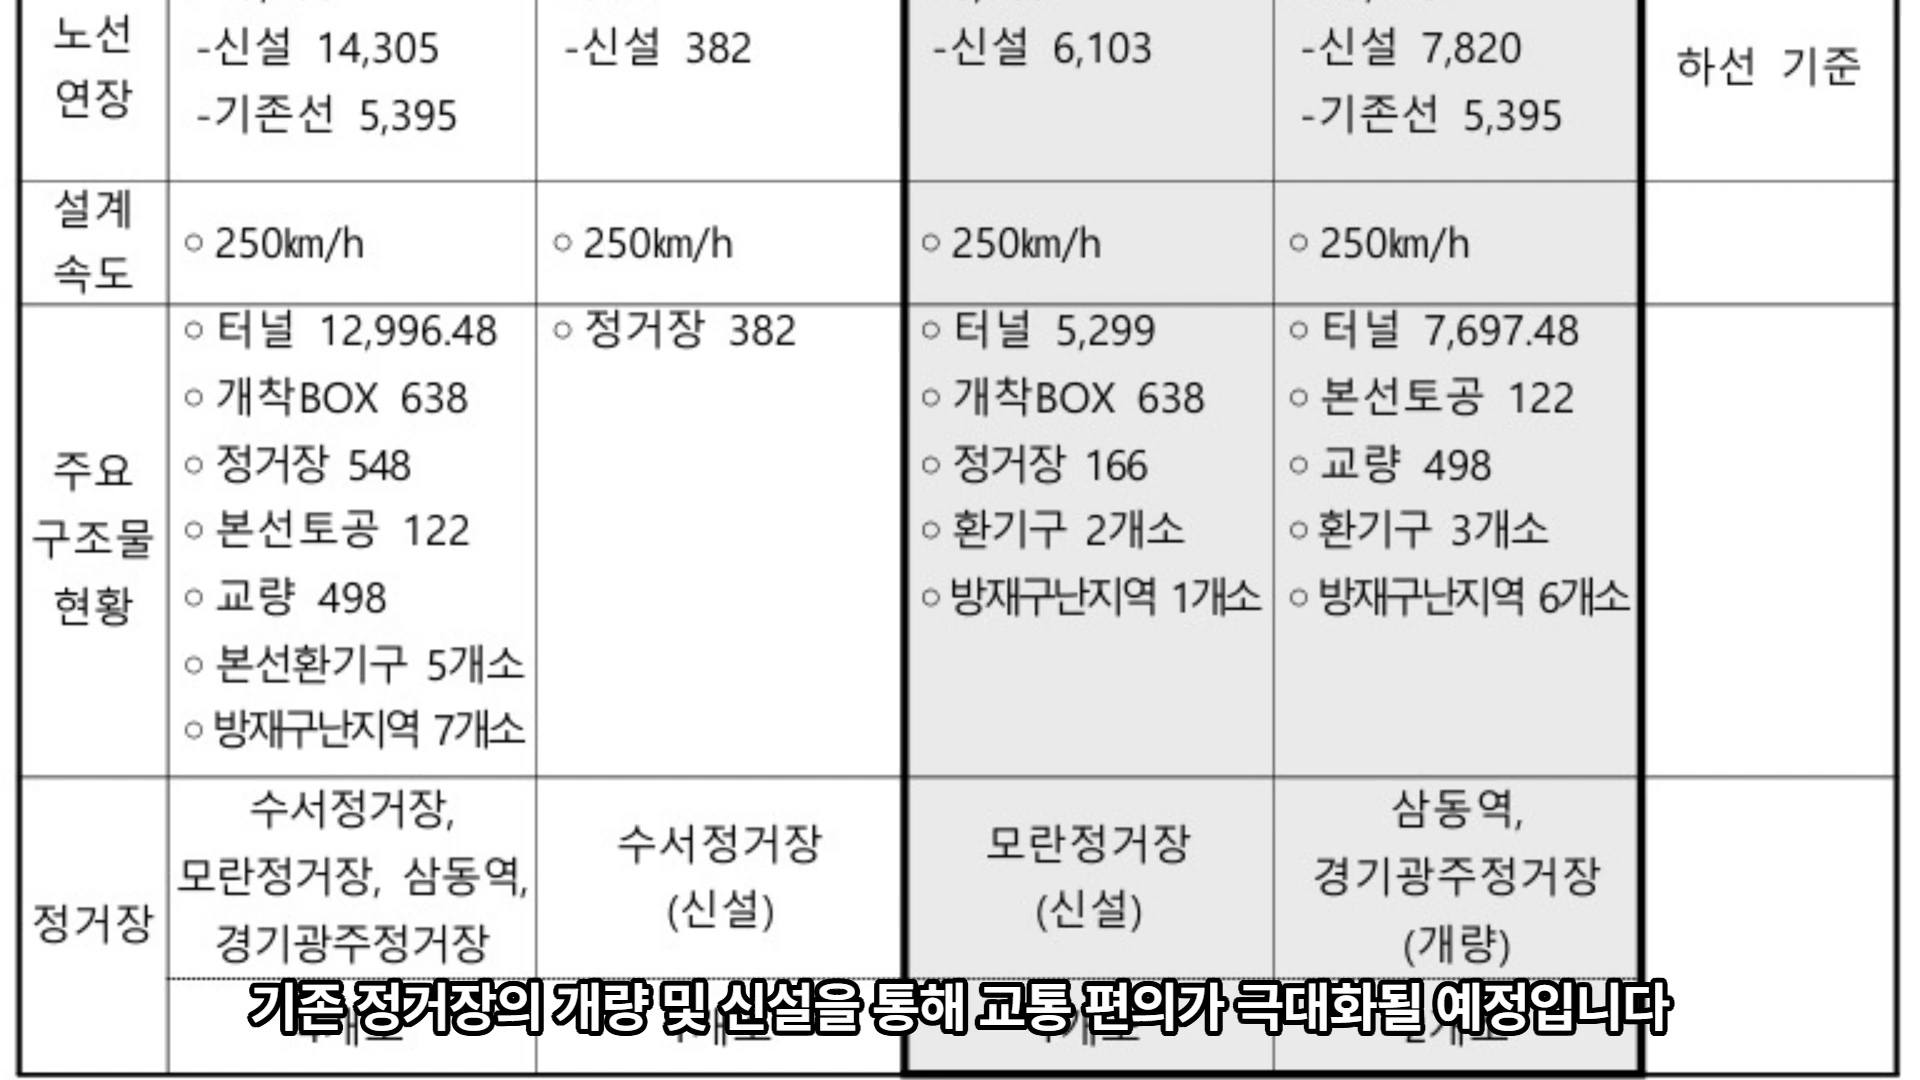 노선
연장
-신설 14,305
-기존선 5,395
-신설 382
-신설 6,103
-신설 7,820
-기존선 5,395
하선 기준
설계
속도
○ 250㎞/h
○ 250㎞/h
○ 250㎞/h
○ 250㎞/h
주요
구조물
현황
○ 터널 12,996.48
○ 개착BOX 638
○ 정거장 548
○ 본선토공 122
○ 교량 498
○ 본선환기구 5개소
○ 방재구난지역 7개소
○ 정거장 382
○ 터널 5,299
○ 개착BOX 638
○ 정거장 166
○ 환기구 2개소
○ 방재구난지역 1개소
○ 터널 7,697.48
○ 본선토공 122
○ 교량 498
○ 환기구 3개소
○ 방재구난지역 6개소
정거장
수서정거장,
모란정거장, 삼동역,
경기광주정거장
수서정거장
(신설)
모란정거장
(신설)
삼동역,
경기광주정거장
(개량)
기존 정거장의 개량 및 신설을 통해 교통 편의가 극대화될 예정입니다